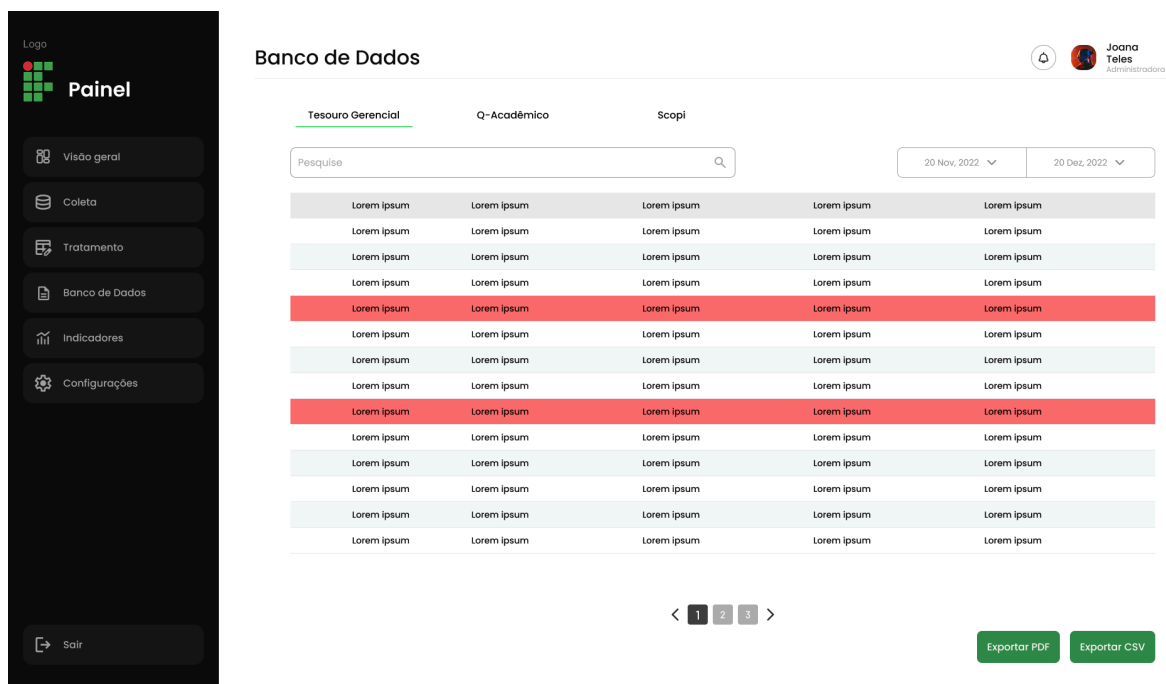 Logo
Painel
Visão geral
Coleta
Tratamento
Banco de Dados
Indicadores
Configurações
Sair
Banco de Dados
Joana
Teles
Administradora
Tesouro Gerencial Q-Acadêmico Scopi
Pesquise 20 Nov, 2022 20 Dez, 2022
Lorem ipsum Lorem ipsum Lorem ipsum Lorem ipsum Lorem ipsum
Lorem ipsum Lorem ipsum Lorem ipsum Lorem ipsum Lorem ipsum
Lorem ipsum Lorem ipsum Lorem ipsum Lorem ipsum Lorem ipsum
Lorem ipsum Lorem ipsum Lorem ipsum Lorem ipsum Lorem ipsum
Lorem ipsum Lorem ipsum Lorem ipsum Lorem ipsum Lorem ipsum
Lorem ipsum Lorem ipsum Lorem ipsum Lorem ipsum Lorem ipsum
Lorem ipsum Lorem ipsum Lorem ipsum Lorem ipsum Lorem ipsum
Lorem ipsum Lorem ipsum Lorem ipsum Lorem ipsum Lorem ipsum
Lorem ipsum Lorem ipsum Lorem ipsum Lorem ipsum Lorem ipsum
Lorem ipsum Lorem ipsum Lorem ipsum Lorem ipsum Lorem ipsum
Lorem ipsum Lorem ipsum Lorem ipsum Lorem ipsum Lorem ipsum
Lorem ipsum Lorem ipsum Lorem ipsum Lorem ipsum Lorem ipsum
Lorem ipsum Lorem ipsum Lorem ipsum Lorem ipsum Lorem ipsum
Lorem ipsum Lorem ipsum Lorem ipsum Lorem ipsum Lorem ipsum
1 2 3
Exportar PDF Exportar CSV